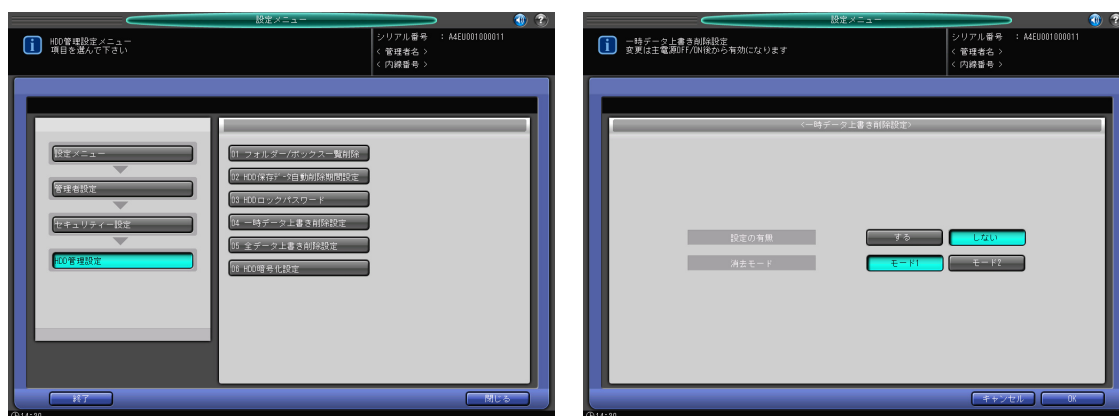 設定メニュー
HDD管理設定メニュー
項目を選んで下さい
シリアル番号 : A4EU001000011
< 管理者名 >
< 内線番号 >
設定メニュー
管理者設定
セキュリティー設定
HDD管理設定
01 フォルダー/ボックス一覧削除
02 HDD保存ﾃﾞｰﾀ自動削除期間設定
03 HDDロックパスワード
04 一時データ上書き削除設定
05 全データ上書き削除設定
06 HDD暗号化設定
終了
閉じる
14:39
設定メニュー
一時データ上書き削除設定
変更は主電源OFF/ON後から有効になります
シリアル番号 : A4EU001000011
< 管理者名 >
< 内線番号 >
<一時データ上書き削除設定>
設定の有無 する しない
消去モード モード1 モード2
キャンセル OK